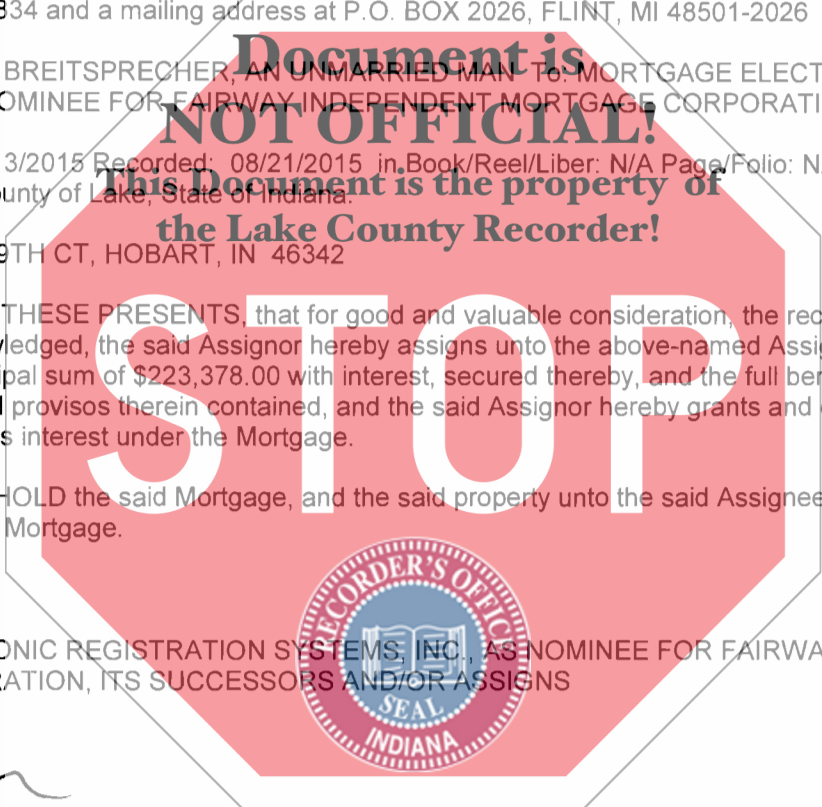 834 and a mailing address at P.O. BOX 2026, FLINT, MI 48501-2026
Document is
BREITSPRECHER, AN UNMARRIED MAN To: MORTGAGE ELECT
OMINEE FOR FAIRWAY INDEPENDENT MORTGAGE CORPORATI
NOT OFFICIAL!
3/2015 Recorded: 08/21/2015 in Book/Reel/Liber: N/A Page/Folio: N
This Document is the property of
unty of Lake, State of Indiana.
the Lake County Recorder!
9TH CT, HOBART, IN 46342
THESE PRESENTS, that for good and valuable consideration, the rec
ledged, the said Assignor hereby assigns unto the above-named Assig
ipal sum of $223,378.00 with interest, secured thereby, and the full ben
provisos therein contained, and the said Assignor hereby grants and
s interest under the Mortgage.
STOP
HOLD the said Mortgage, and the said property unto the said Assignee
Mortgage.
RECORDER'S OFFICE
ONIC REGISTRATION SYSTEMS, INC., AS NOMINEE FOR FAIRWA
RATION, ITS SUCCESSORS AND/OR ASSIGNS
SEAL
INDIANA